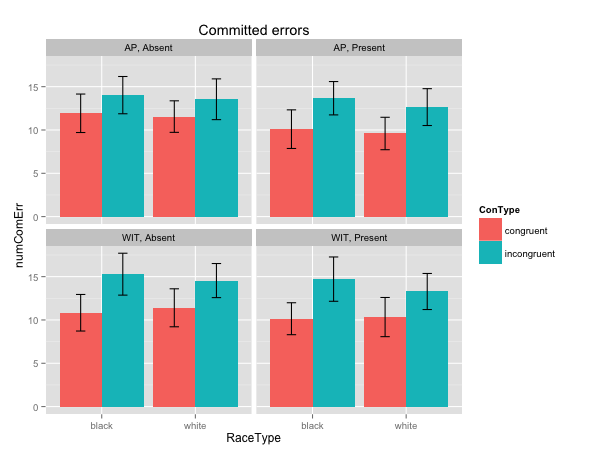 Committed errors
AP, Absent
AP, Present
15
10
5
0
WIT, Absent
WIT, Present
15
10
5
0
black
white
black
white
RaceType
numComErr
ConType
congruent
incongruent